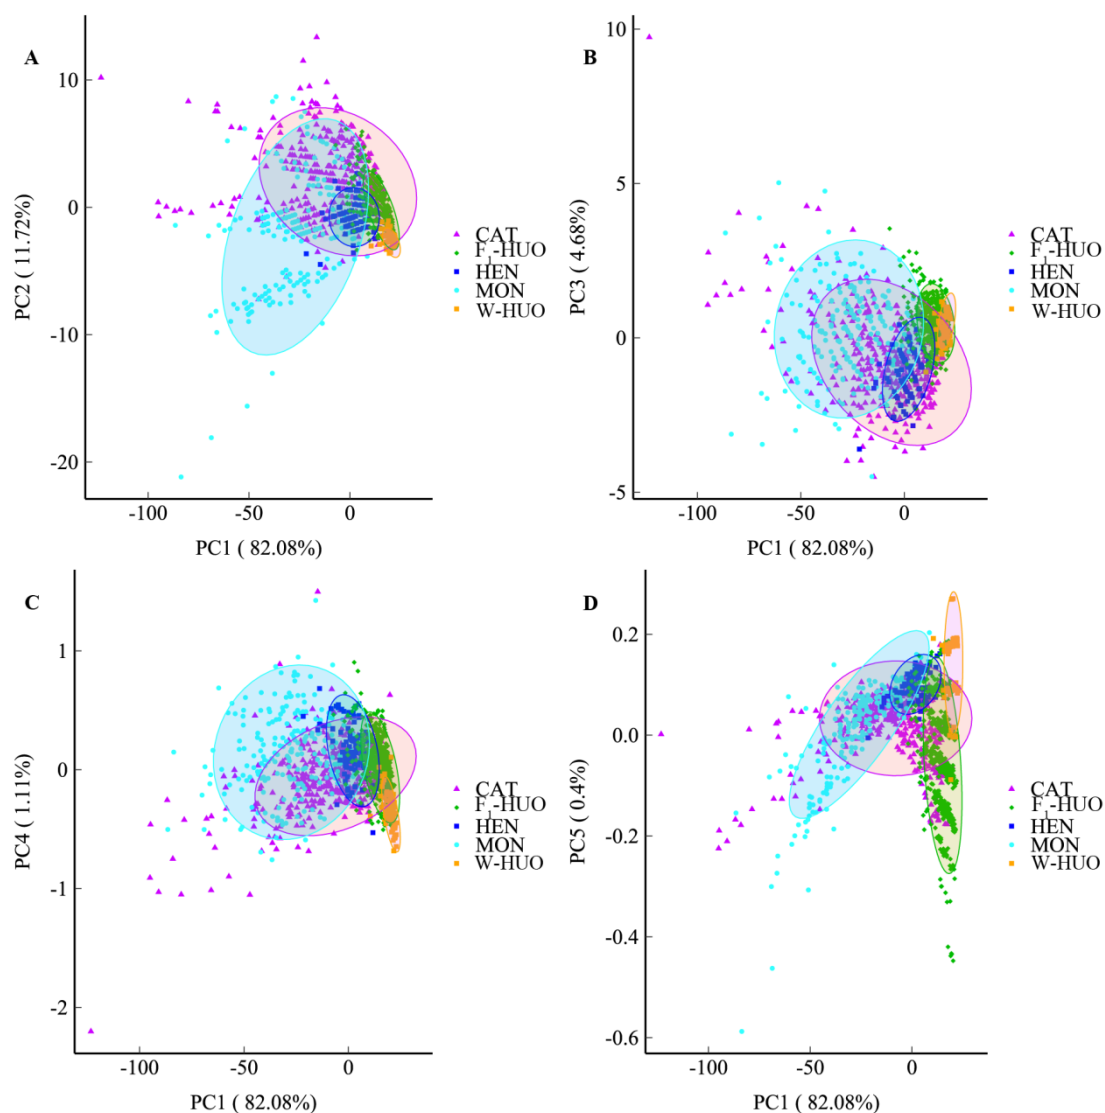 A
10
0
-10
-20
PC2 ( 11.72%)
-100
-50
0
PC1 ( 82.08%)
CAT
F1-HUO
HEN
MON
W-HUO
B
10
5
0
-5
PC3 ( 4.68%)
-100
-50
0
PC1 ( 82.08%)
CAT
F1-HUO
HEN
MON
W-HUO
C
1
0
-1
-2
PC4 ( 1.11%)
-100
-50
0
PC1 ( 82.08%)
CAT
F1-HUO
HEN
MON
W-HUO
D
0.2
0.0
-0.2
-0.4
-0.6
PC5 ( 0.4%)
-100
-50
0
PC1 ( 82.08%)
CAT
F1-HUO
HEN
MON
W-HUO